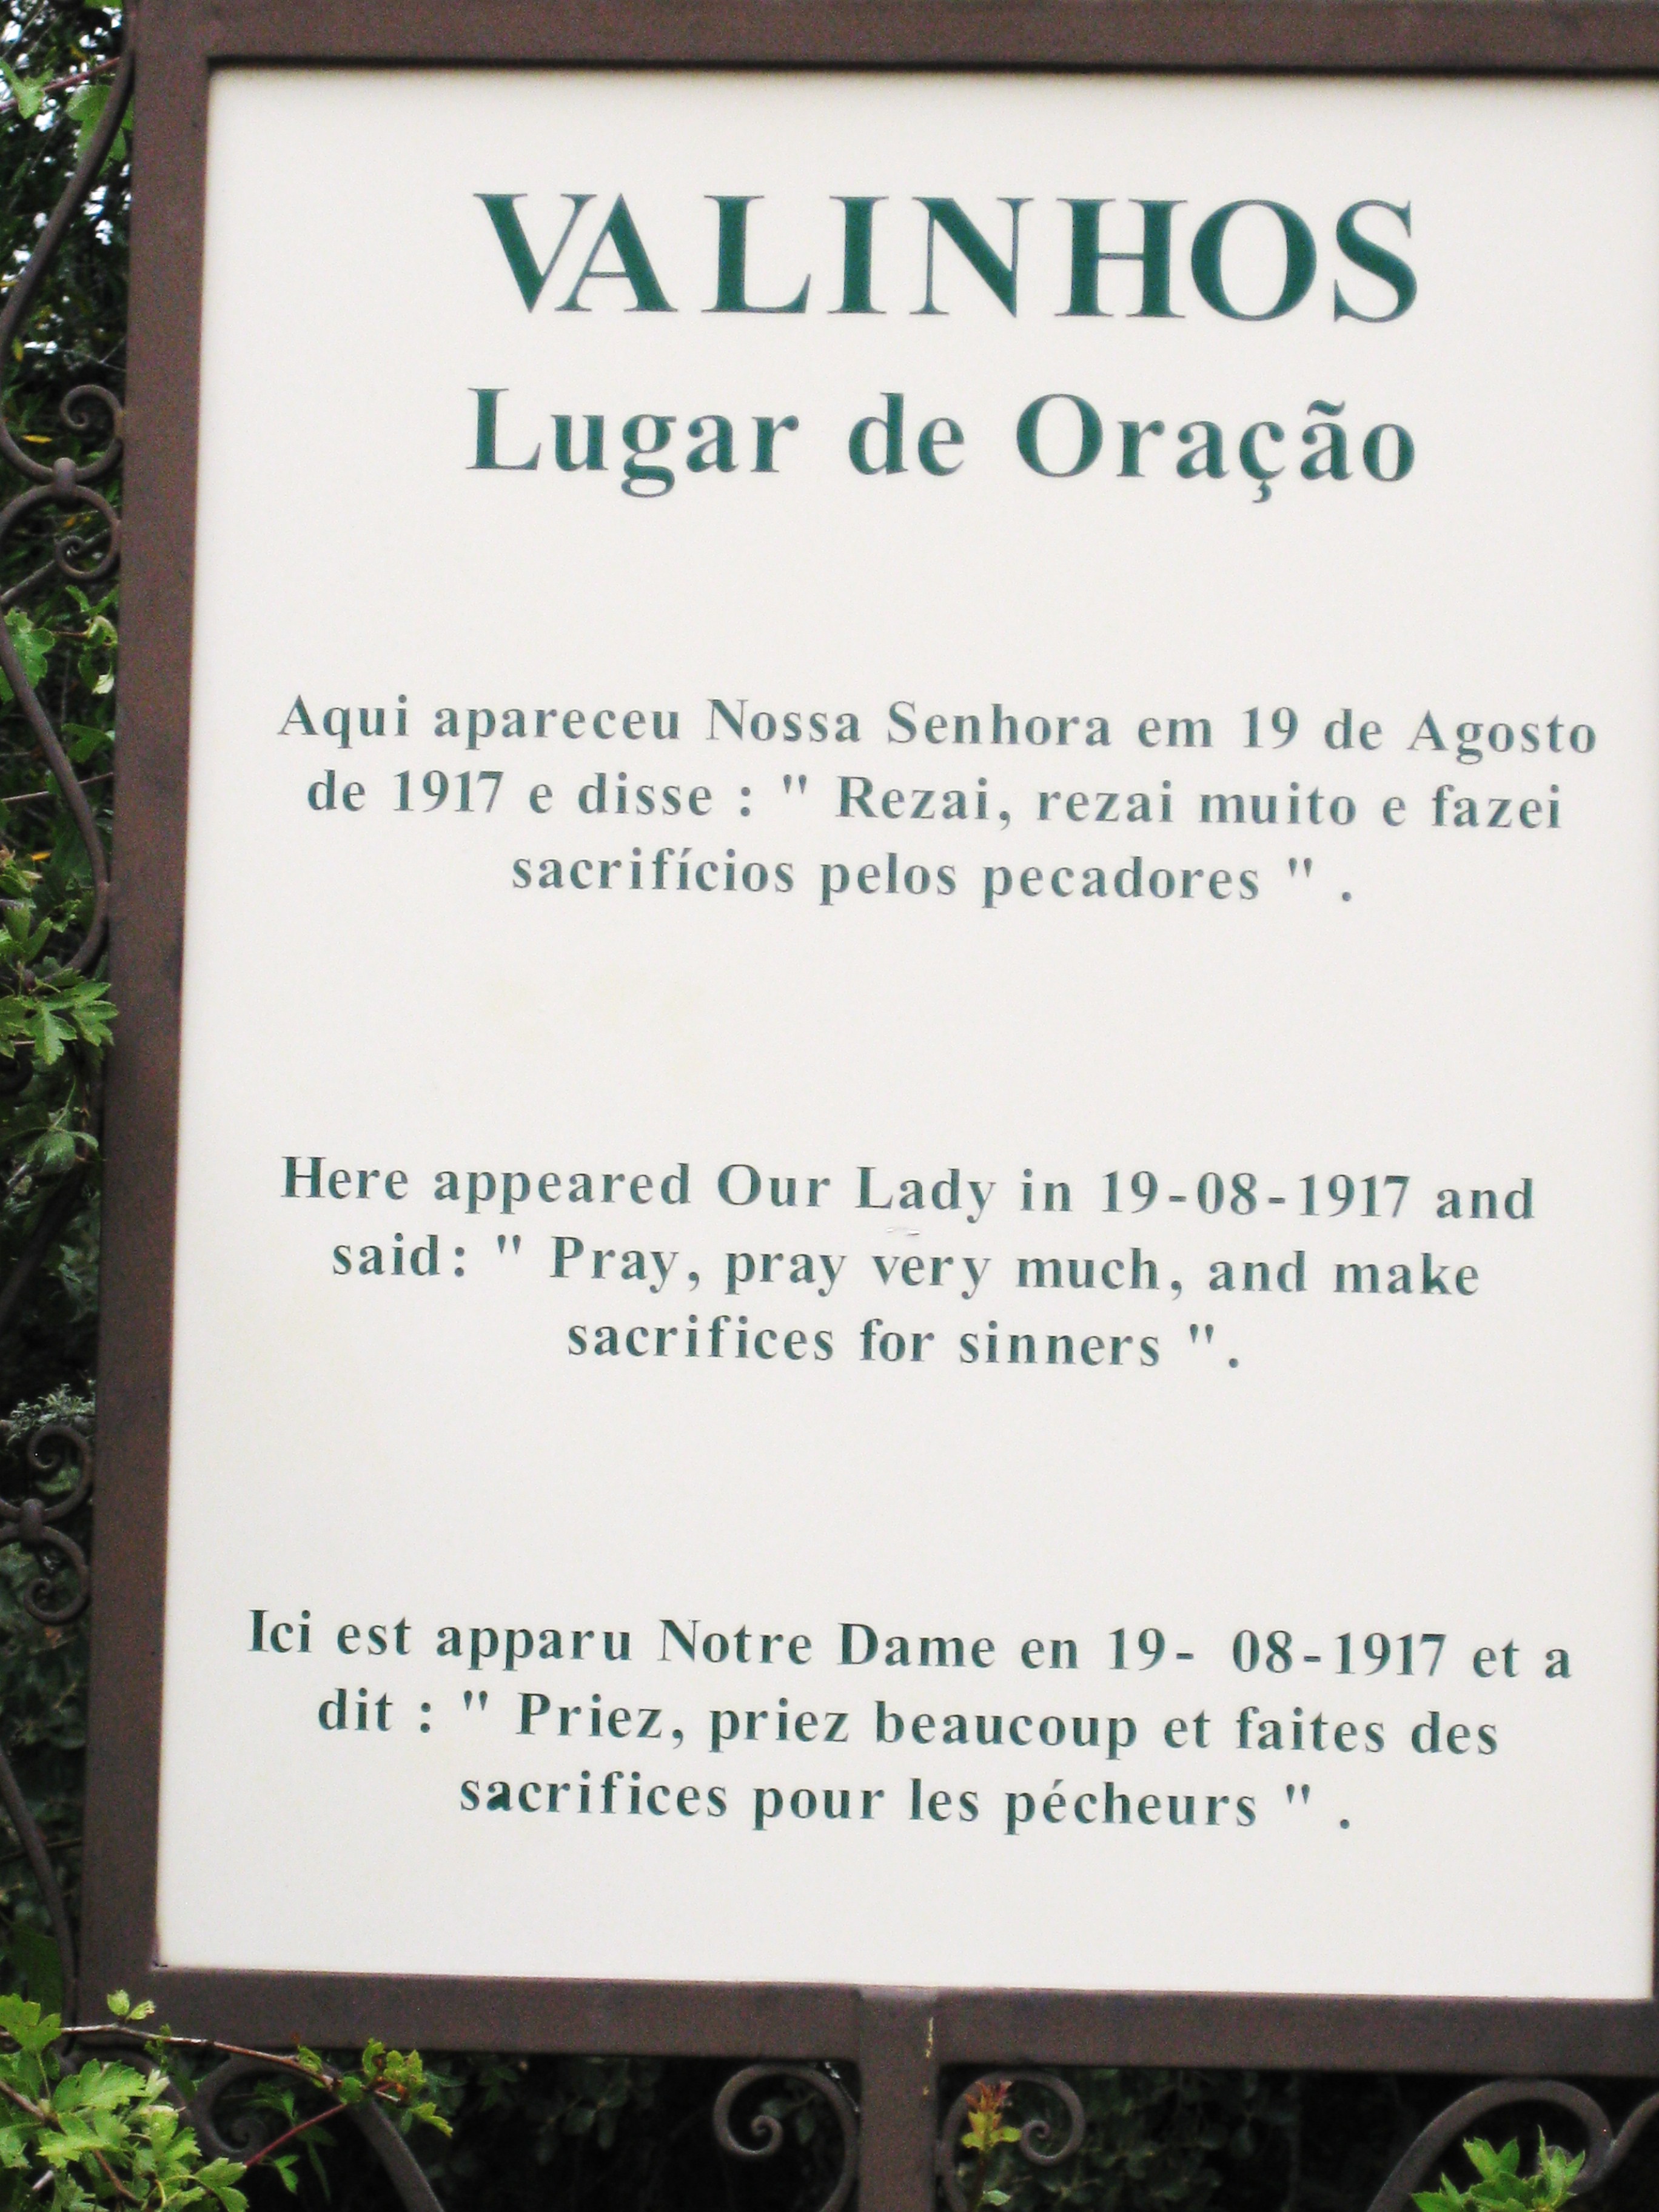 VALINHOS
Lugar de Oração
Aqui apareceu Nossa Senhora em 19 de Agosto
de 1917 e disse : " Rezai, rezai muito e fazei
sacrifícios pelos pecadores " .
Here appeared Our Lady in 19-08-1917 and
said: " Pray, pray very much, and make
sacrifices for sinners ".
Ici est apparu Notre Dame en 19- 08-1917 et a
dit : " Priez, priez beaucoup et faites des
sacrifices pour les pécheurs " .